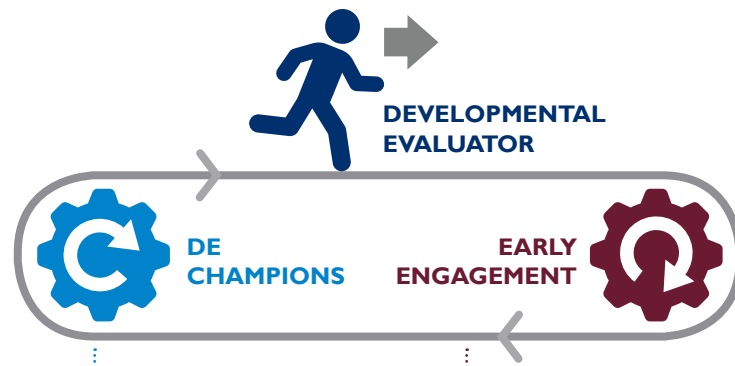 DEVELOPMENTAL
EVALUATOR
DE
CHAMPIONS
EARLY
ENGAGEMENT